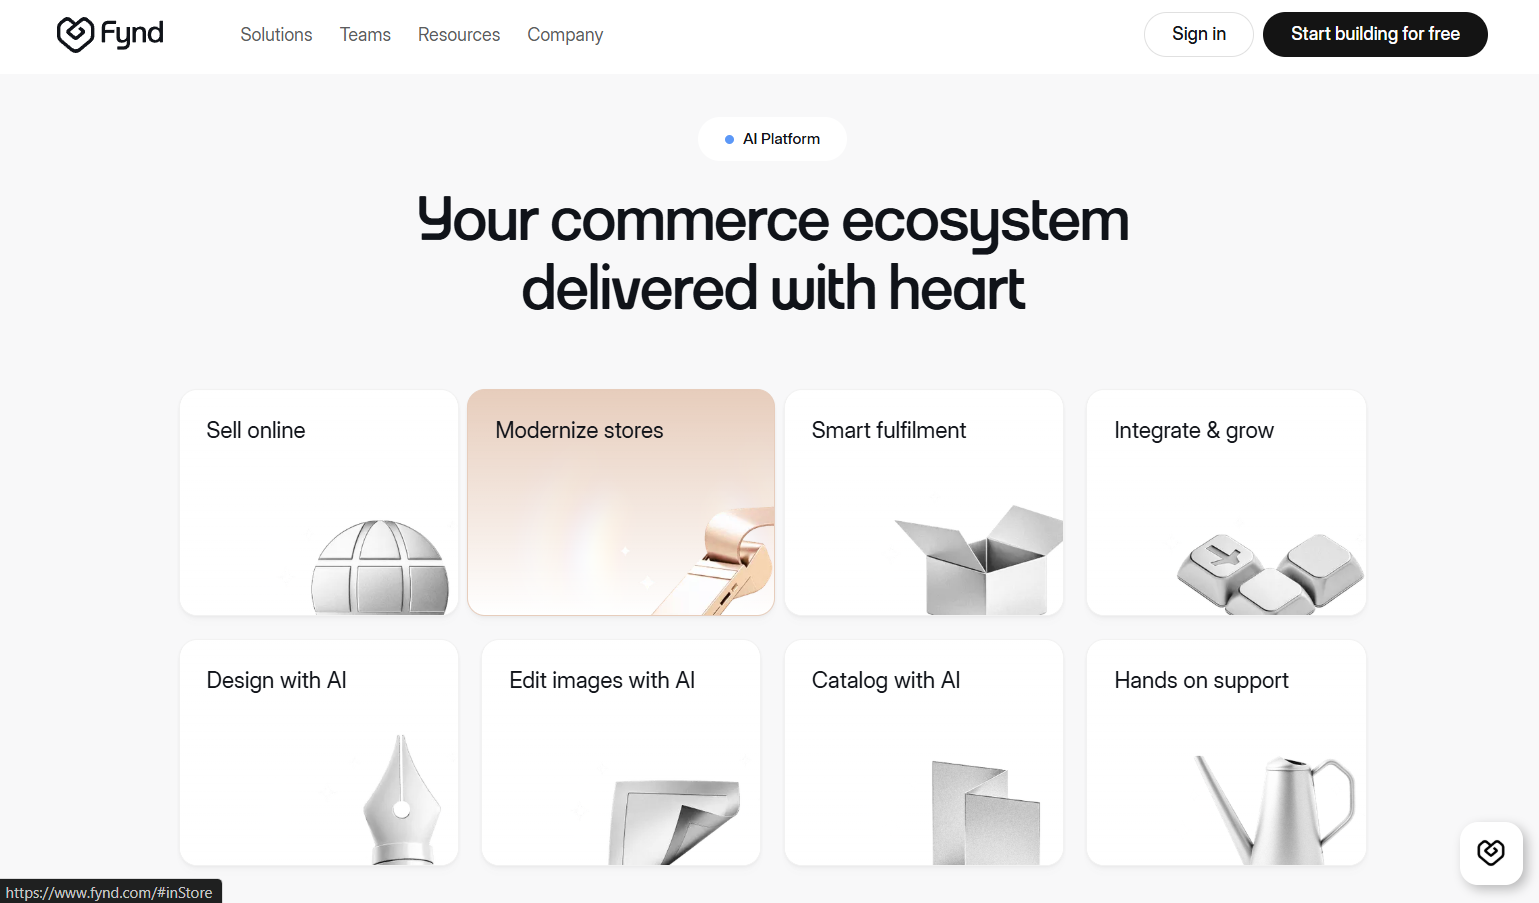 Fynd
Solutions
Teams
Resources
Company
Sign in
Start building for free
AI Platform
Your commerce ecosystem
delivered with heart
Sell online
Modernize stores
Smart fulfilment
Integrate & grow
Design with AI
Edit images with AI
Catalog with AI
Hands on support
https://www.fynd.com/#inStore